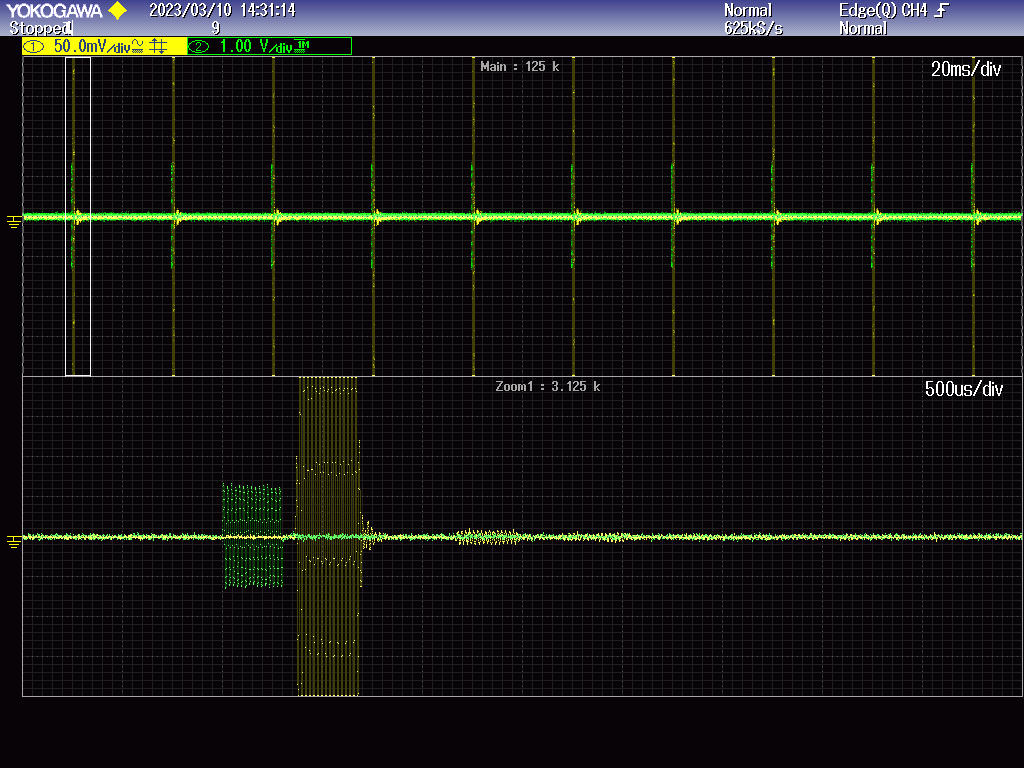 YOKOGAWA 2023/03/10 14:31:14 Normal Edge(Q) CH4
Stopped 9 625kS/s Normal
1 50.0mV/div 2 1.00 V/div 1M
Main : 125 k 20ms/div
Zoom1 : 3.125 k 500us/div